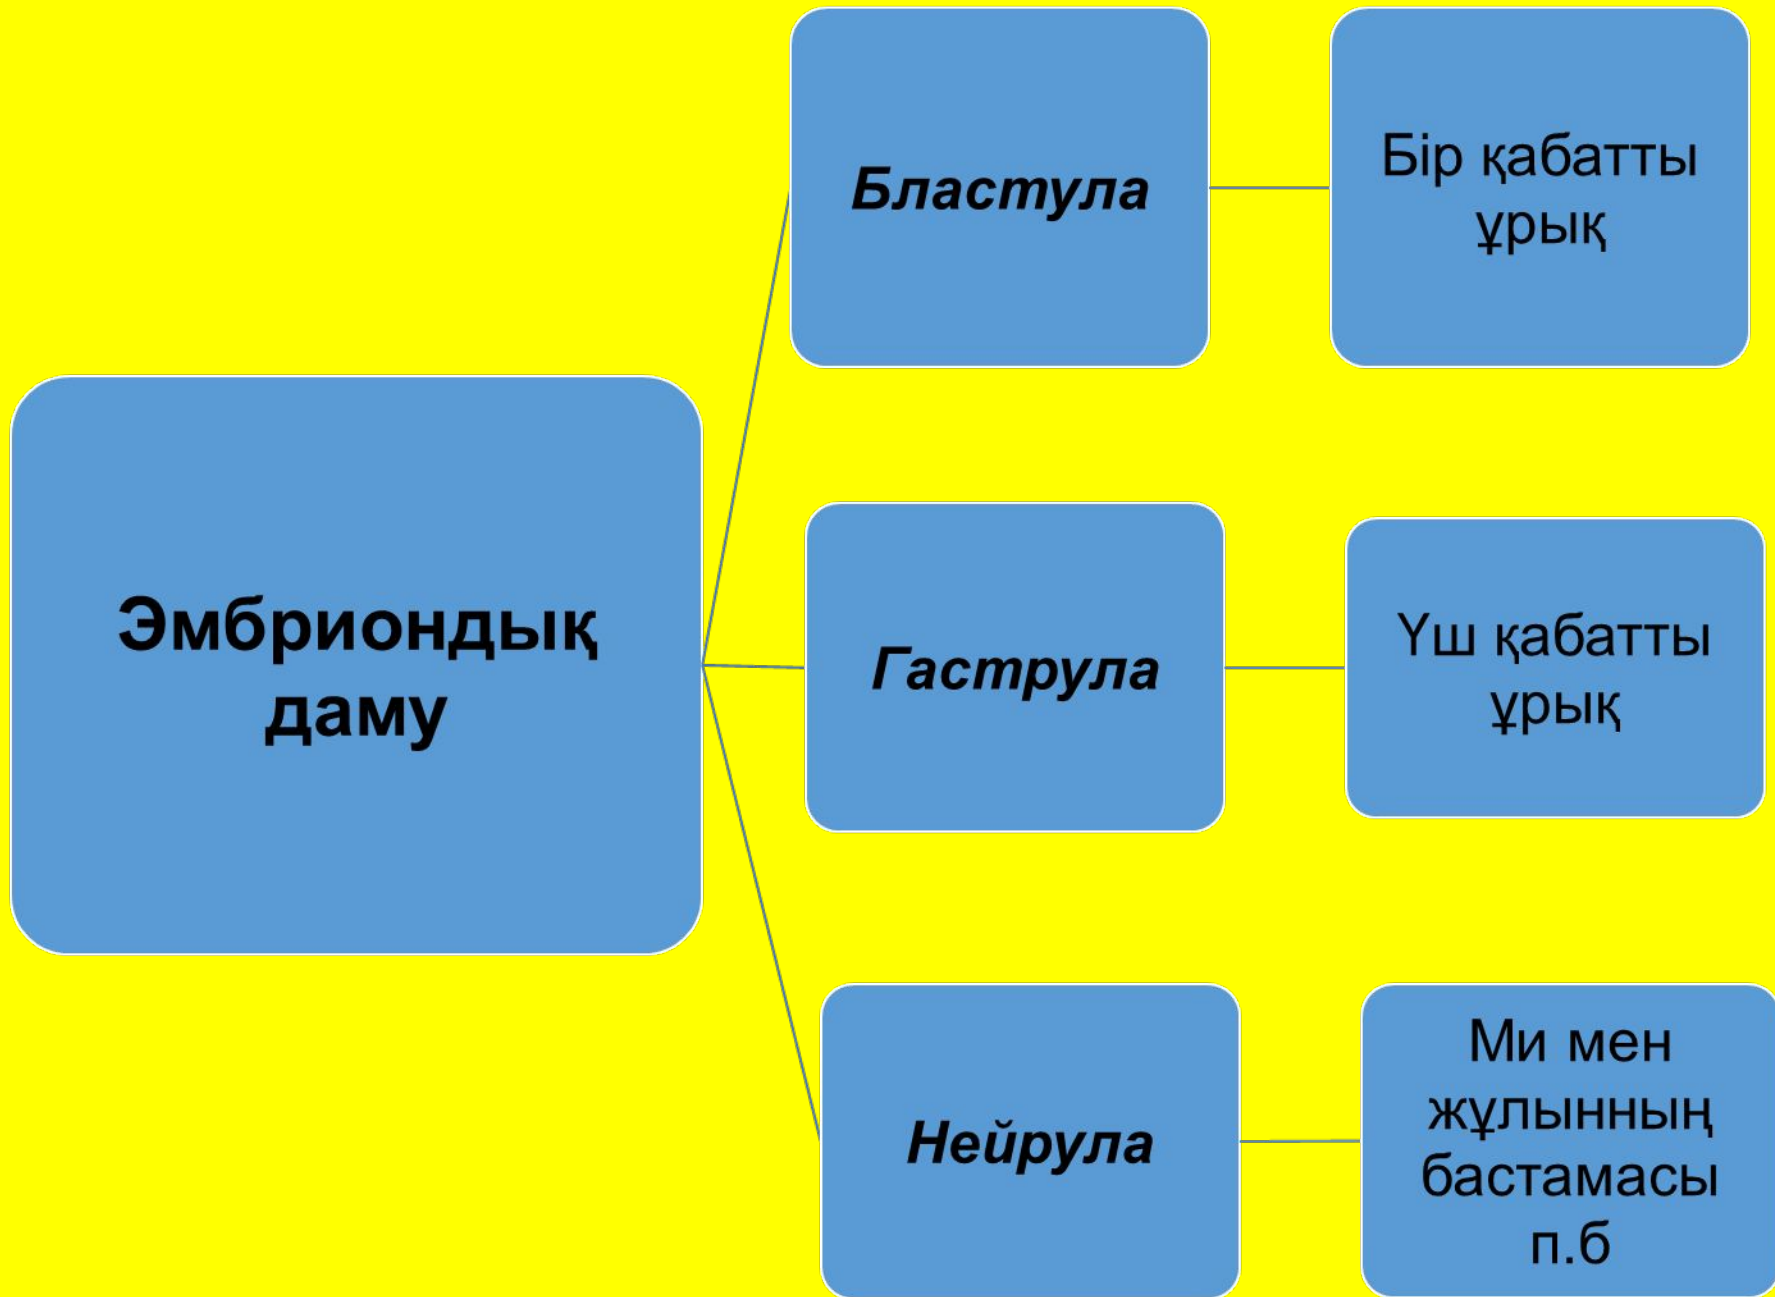 Эмбриондық
даму
Бластула
Бір қабатты
ұрық
Гаструла
Үш қабатты
ұрық
Нейрула
Ми мен
жұлынның
бастамасы
п.б